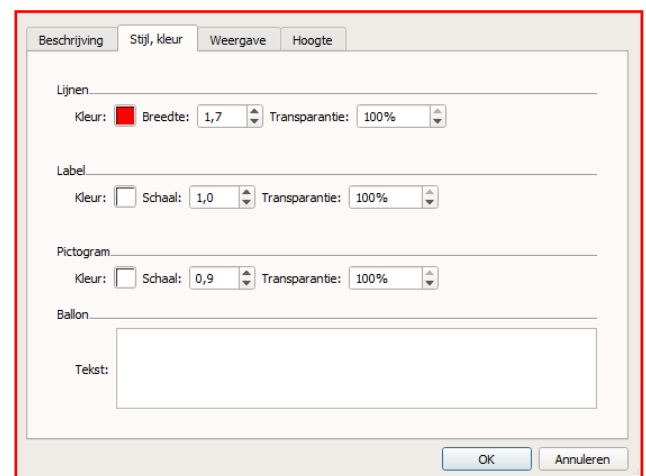 Beschrijving Stijl, kleur Weergave Hoogte
Lijnen
Kleur: Breedte: 1,7 Transparantie: 100%
Label
Kleur: Schaal: 1,0 Transparantie: 100%
Pictogram
Kleur: Schaal: 0,9 Transparantie: 100%
Ballon
Tekst:
OK Annuleren